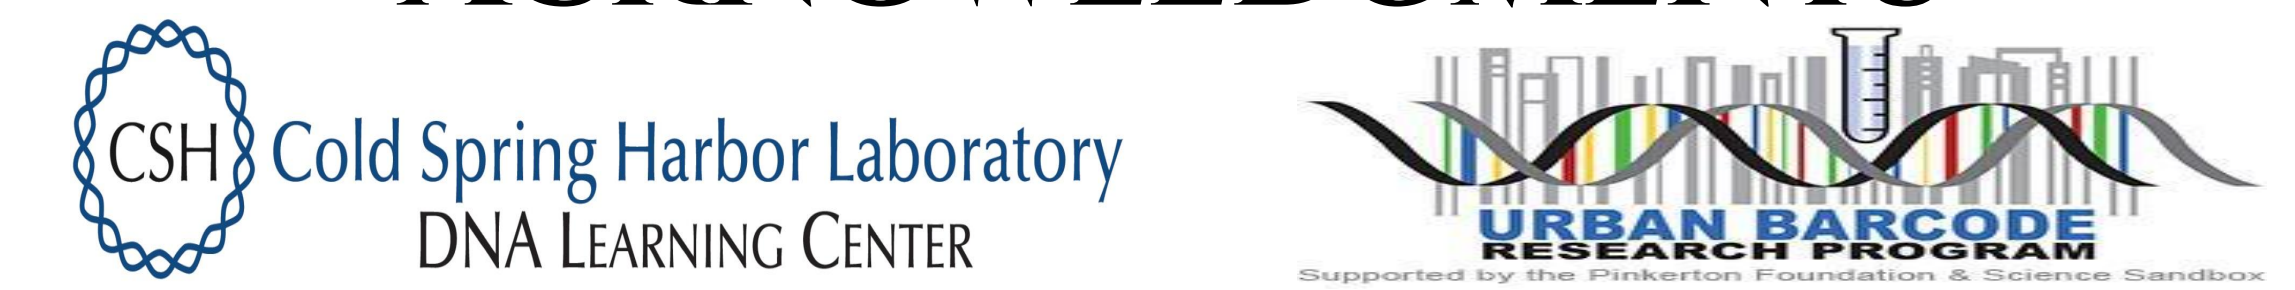 CSH Cold Spring Harbor Laboratory
DNA LEARNING CENTER
URBAN BARCODE
RESEARCH PROGRAM
Supported by the Pinkerton Foundation & Science Sandbox